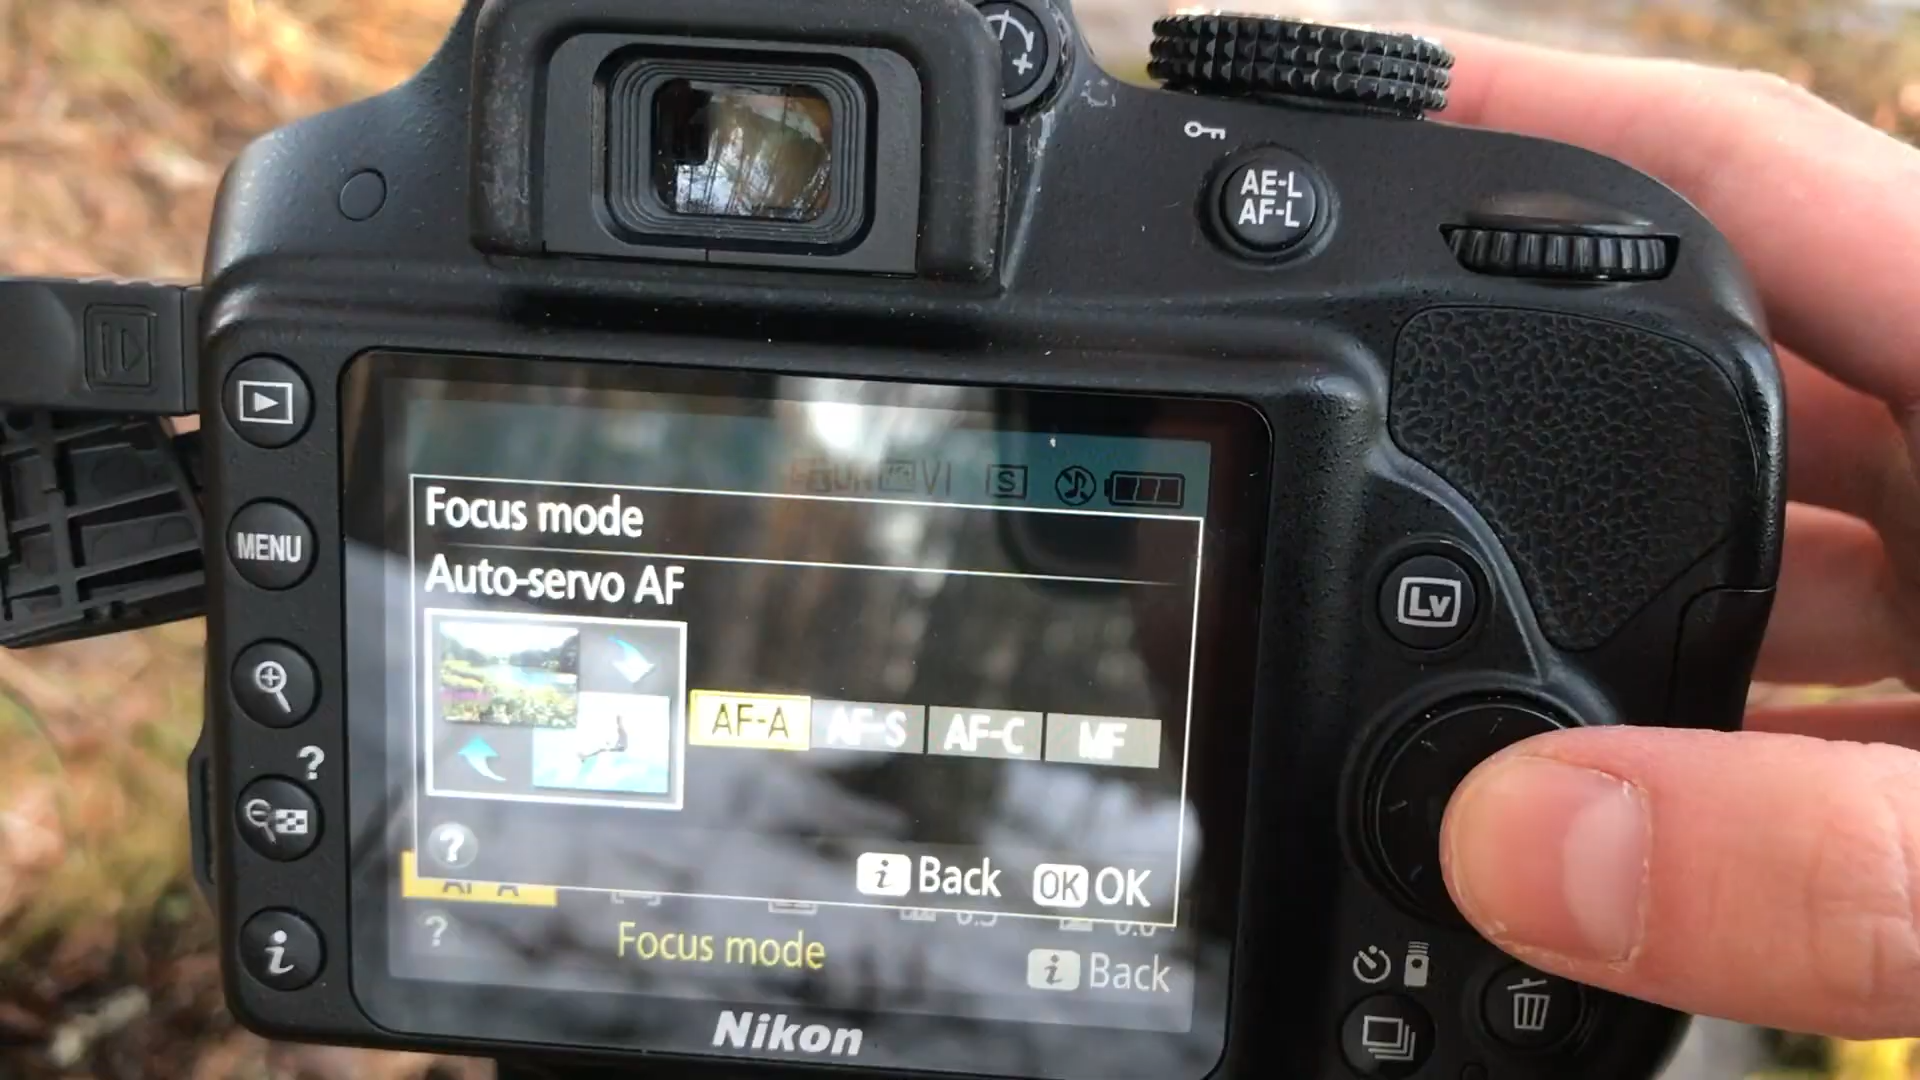 AE-L
AF-L
MENU
S
Focus mode
Auto-servo AF
AF-A AF-S AF-C MF
?
? i Back OK OK
AF-A
? Focus mode i Back
Lv
i
Nikon